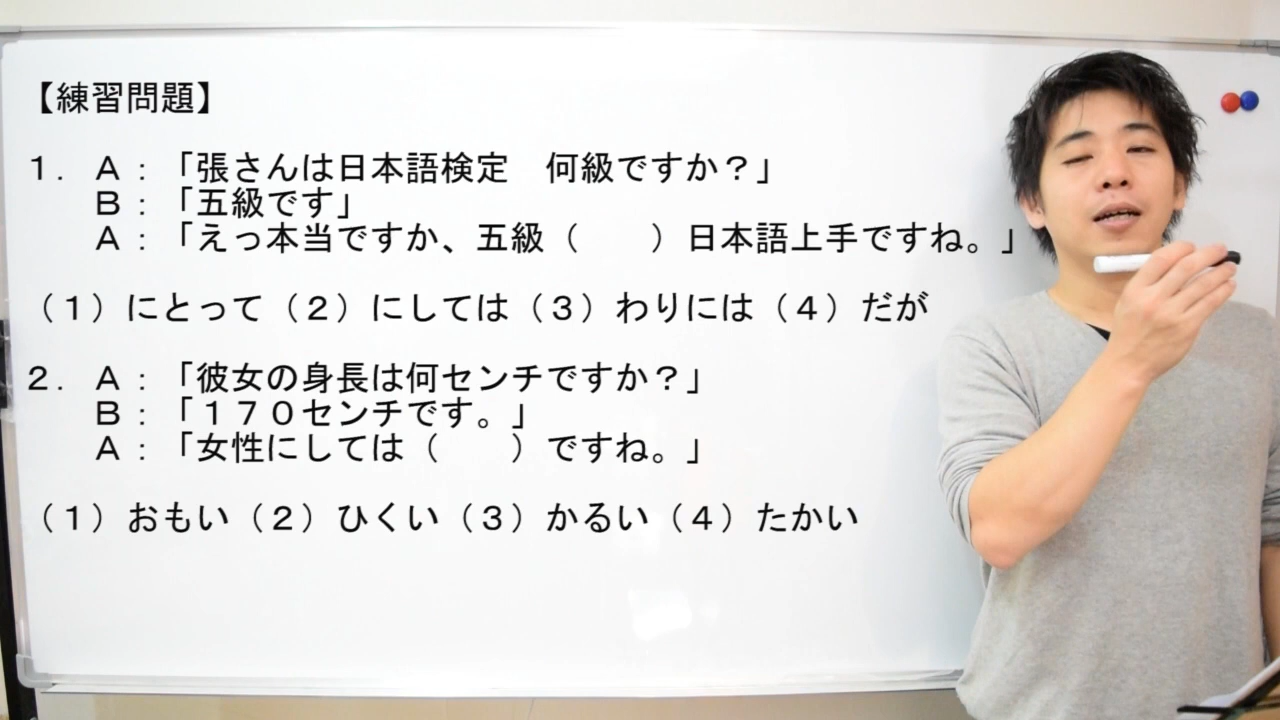 【練習問題】
１．Ａ：「張さんは日本語検定　何級ですか？」
Ｂ：「五級です」
Ａ：「えっ本当ですか、五級（　　）日本語上手ですね。」
（１）にとって（２）にしては（３）わりには（４）だが
２．Ａ：「彼女の身長は何センチですか？」
Ｂ：「１７０センチです。」
Ａ：「女性にしては（　　）ですね。」
（１）おもい（２）ひくい（３）かるい（４）たかい